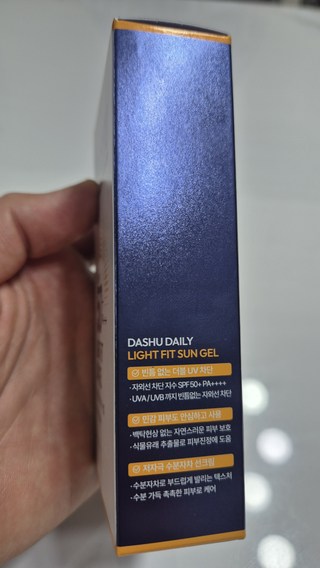 DASHU DAILY
LIGHT FIT SUN GEL
빈틈 없는 더블 UV 차단
·자외선 차단 지수 SPF 50+ PA++++
·UVA / UVB 까지 빈틈없는 자외선 차단
민감 피부도 안심하고 사용
·백탁현상 없는 자연스러운 피부 보호
·식물유래 추출물로 피부진정에 도움
저자극 수분자차 선크림
·수분자차로 부드럽게 발리는 텍스처
·수분 가득 촉촉한 피부로 케어